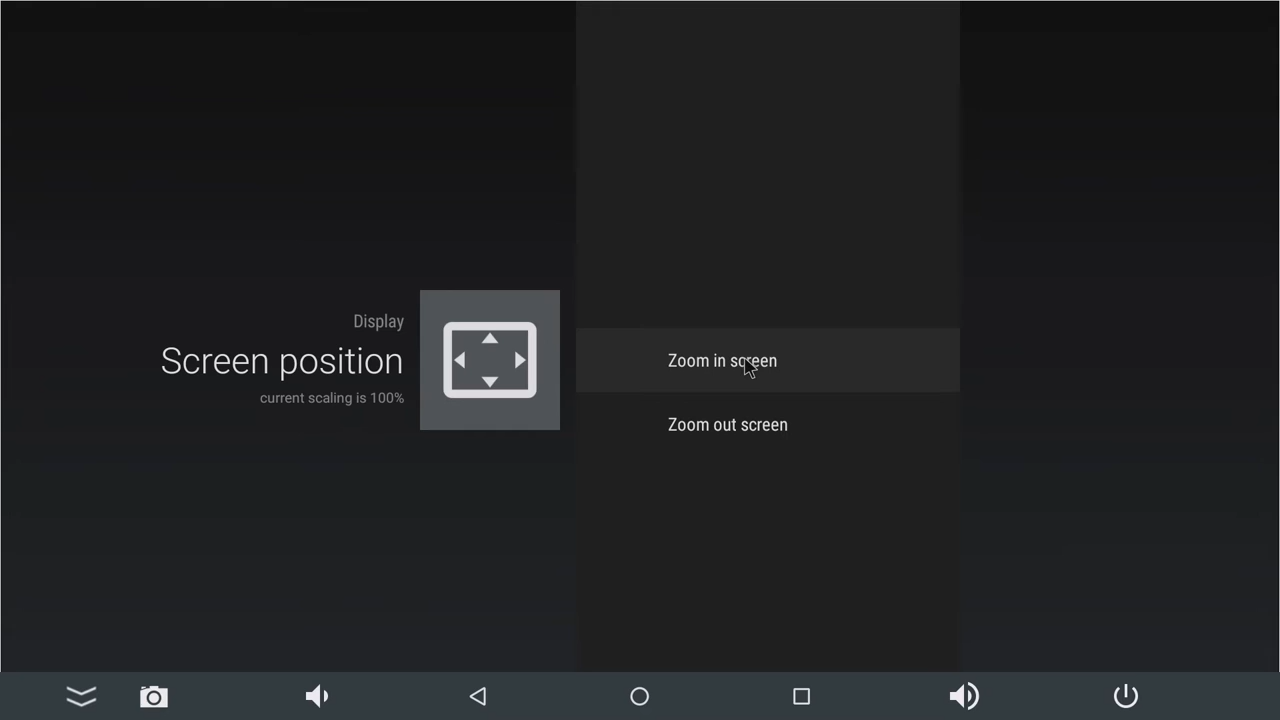 Display
Screen position
current scaling is 100%
Zoom in screen
Zoom out screen